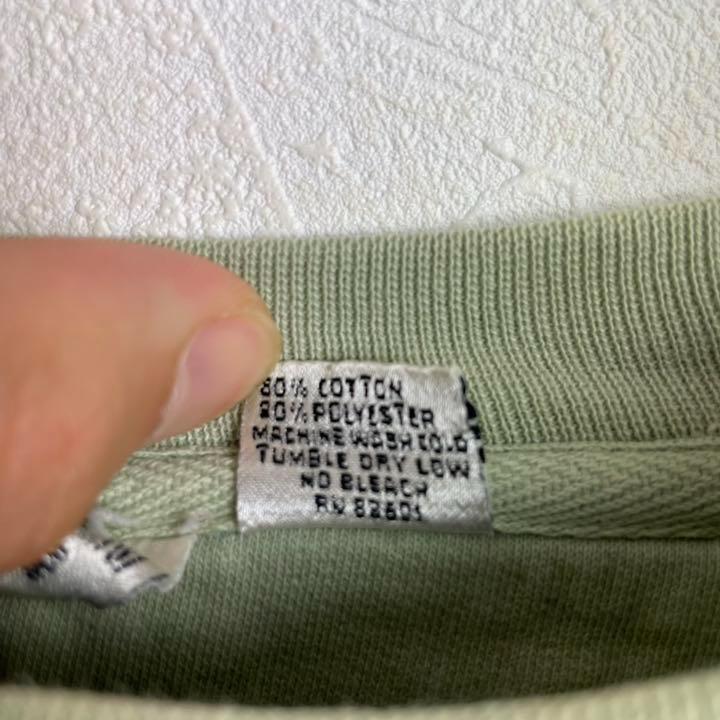 80% COTTON
20% POLYESTER
MACHINE WASH COLD
TUMBLE DRY LOW
NO BLEACH
RN 82601